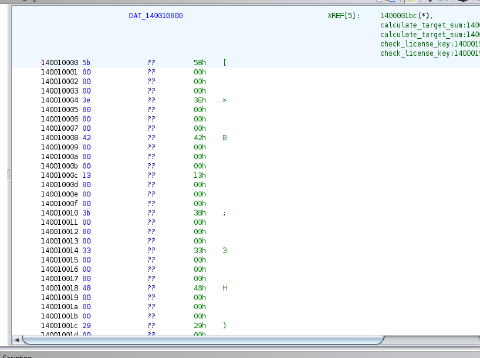 DAT_140010000 XREF[5]: 1400001bc(*),
calculate_target_sum:1400
calculate_target_sum:1400
check_license_key:140015
check_license_key:140015
140010000 5b ?? 5Bh [
140010001 00 ?? 00h
140010002 00 ?? 00h
140010003 00 ?? 00h
140010004 3e ?? 3Eh >
140010005 00 ?? 00h
140010006 00 ?? 00h
140010007 00 ?? 00h
140010008 42 ?? 42h B
140010009 00 ?? 00h
14001000a 00 ?? 00h
14001000b 00 ?? 00h
14001000c 13 ?? 13h
14001000d 00 ?? 00h
14001000e 00 ?? 00h
14001000f 00 ?? 00h
140010010 3b ?? 3Bh ;
140010011 00 ?? 00h
140010012 00 ?? 00h
140010013 00 ?? 00h
140010014 33 ?? 33h 3
140010015 00 ?? 00h
140010016 00 ?? 00h
140010017 00 ?? 00h
140010018 48 ?? 48h H
140010019 00 ?? 00h
14001001a 00 ?? 00h
14001001b 00 ?? 00h
14001001c 29 ?? 29h )
14001001d 00 ?? 00h